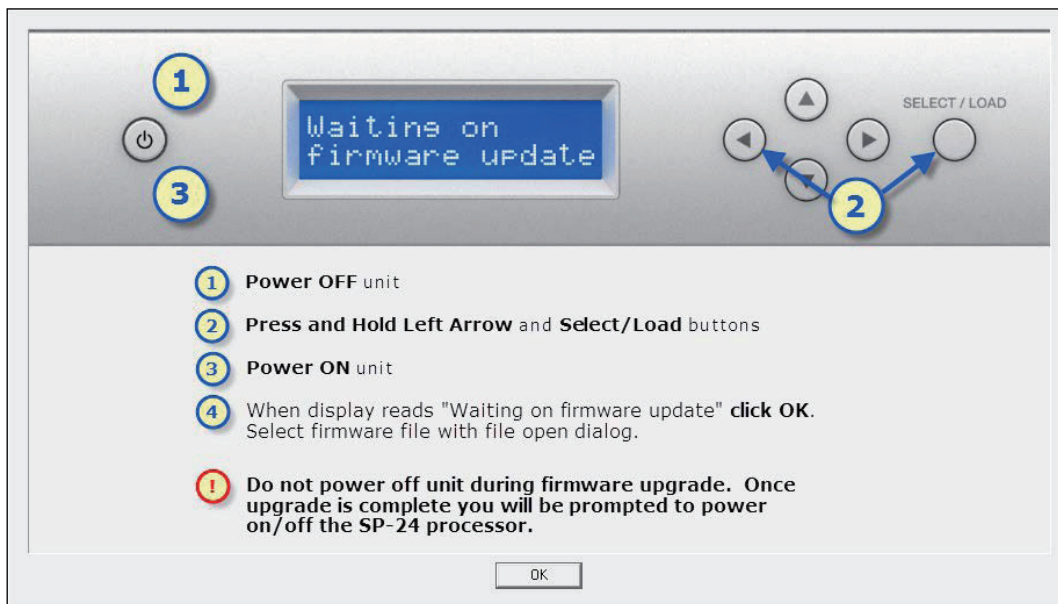 1
Waiting on
firmware update
SELECT / LOAD
3
2
1 Power OFF unit
2 Press and Hold Left Arrow and Select/Load buttons
3 Power ON unit
4 When display reads "Waiting on firmware update" click OK.
Select firmware file with file open dialog.
! Do not power off unit during firmware upgrade. Once
upgrade is complete you will be prompted to power
on/off the SP-24 processor.
OK